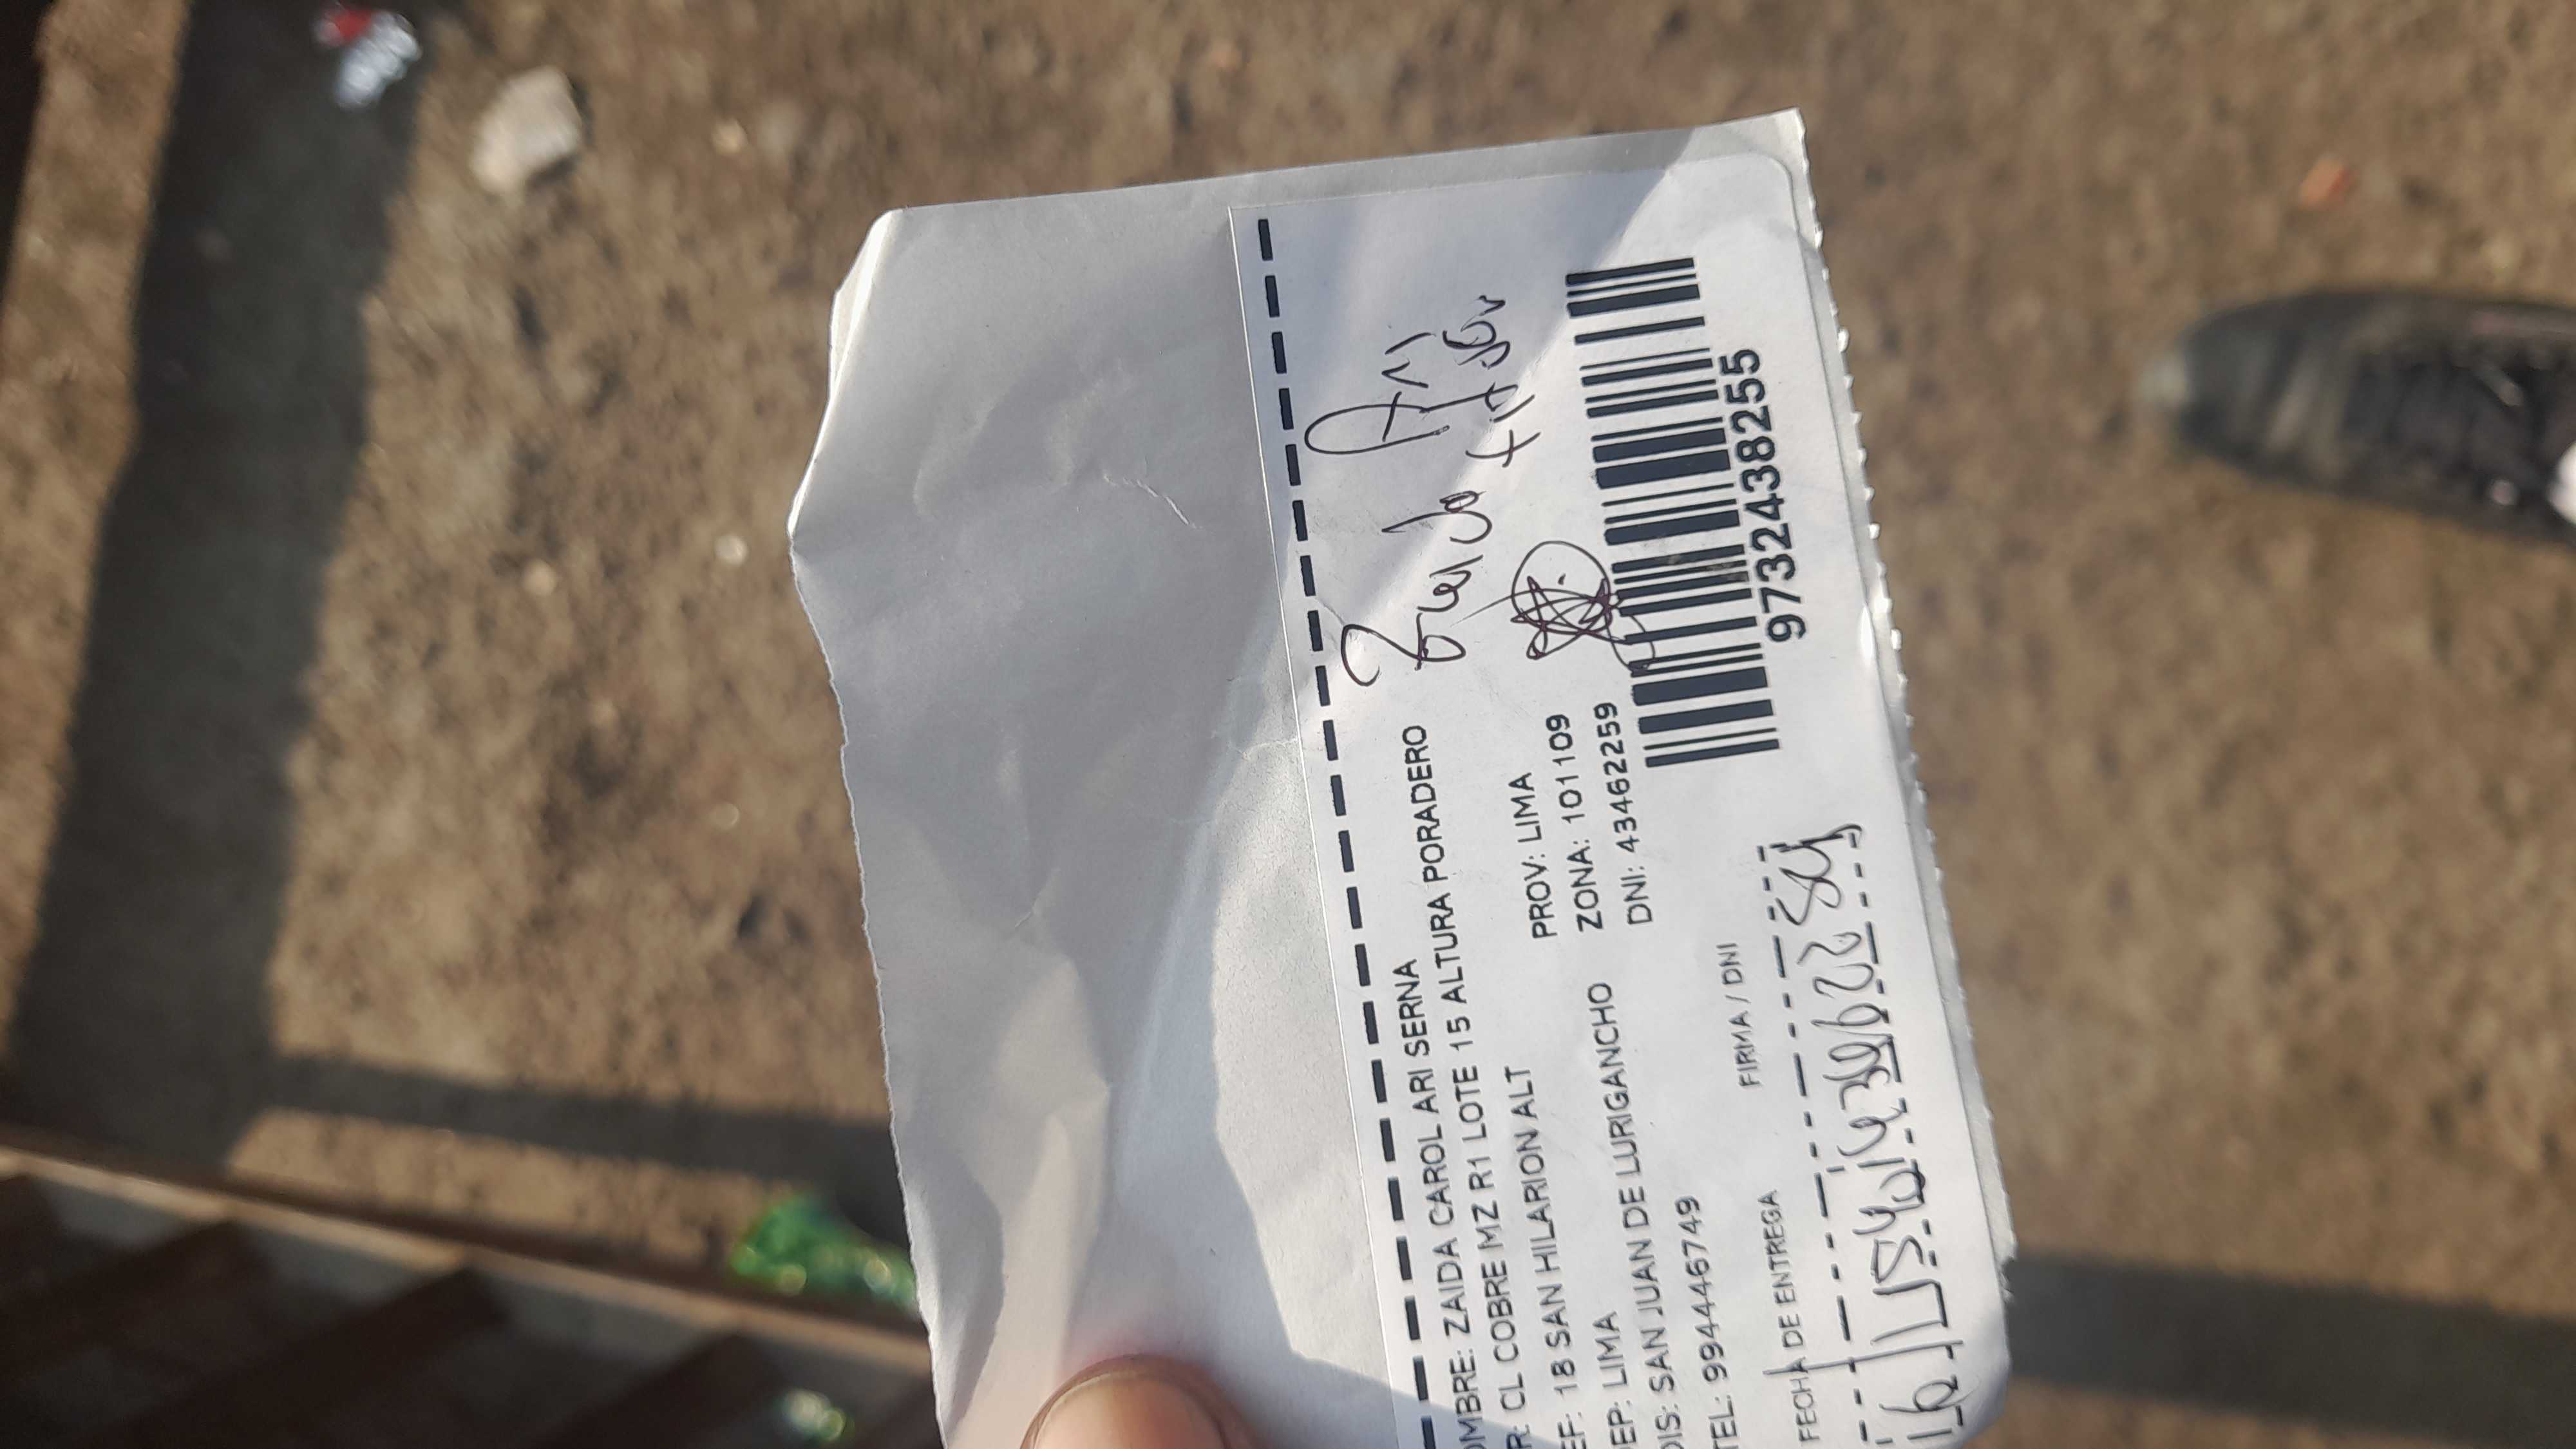 OMBRE: ZAIDA CAROL ARI SERNA
R: CL COBRE MZ R1 LOTE 15 ALTURA PORADERO
EF: 18 SAN HILARION ALT
EP: LIMA PROV: LIMA
DIS: SAN JUAN DE LURIGANCHO ZONA: 101109
TEL: 994446749 DNI: 43462259
973243 8255
FECHA DE ENTREGA FIRMA / DNI